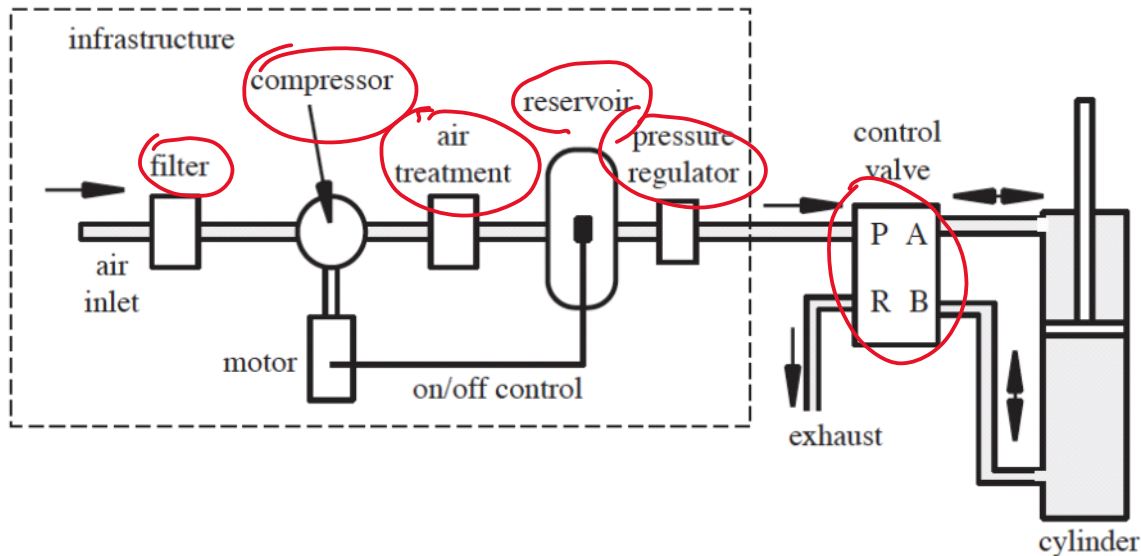 infrastructure
compressor
reservoir
filter
air
treatment
pressure
regulator
control
valve
P A
air
inlet
R B
motor
on/off control
exhaust
cylinder